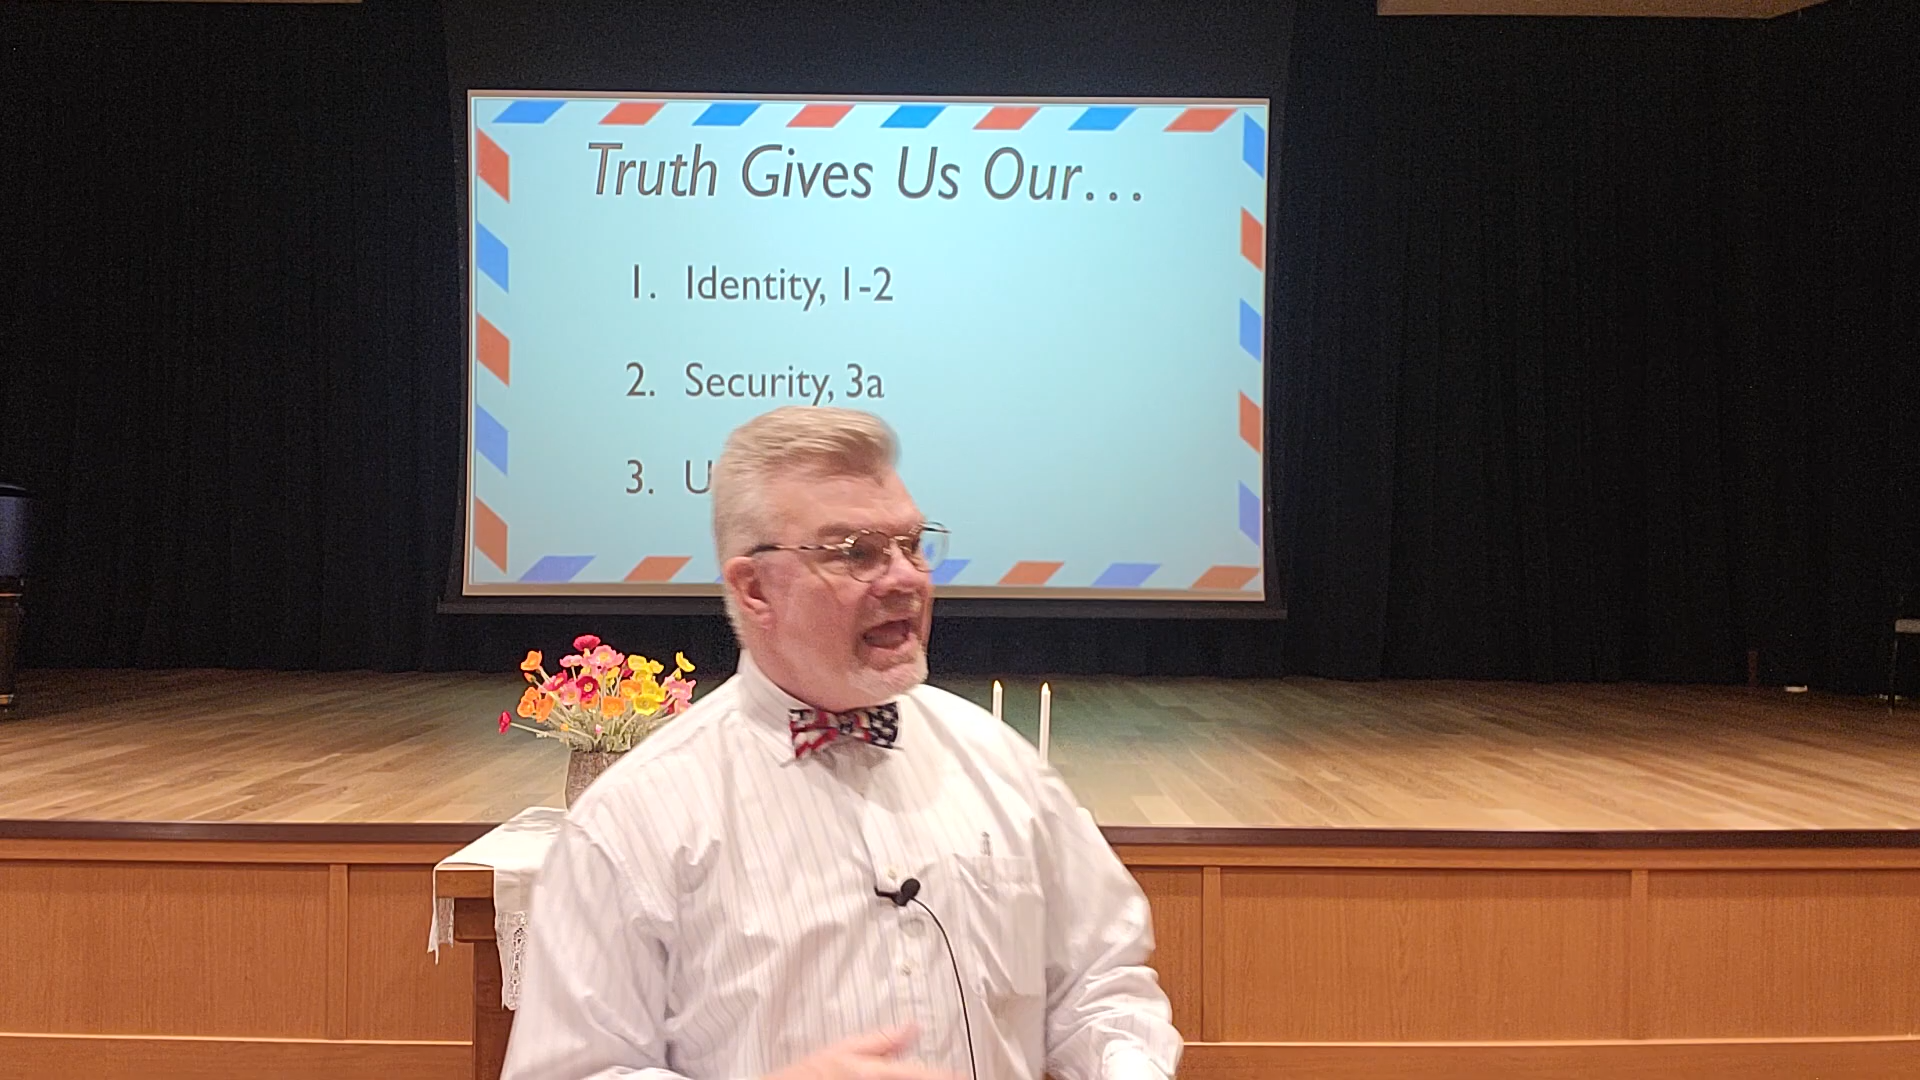 Truth Gives Us Our...
1. Identity, 1-2
2. Security, 3a
3.